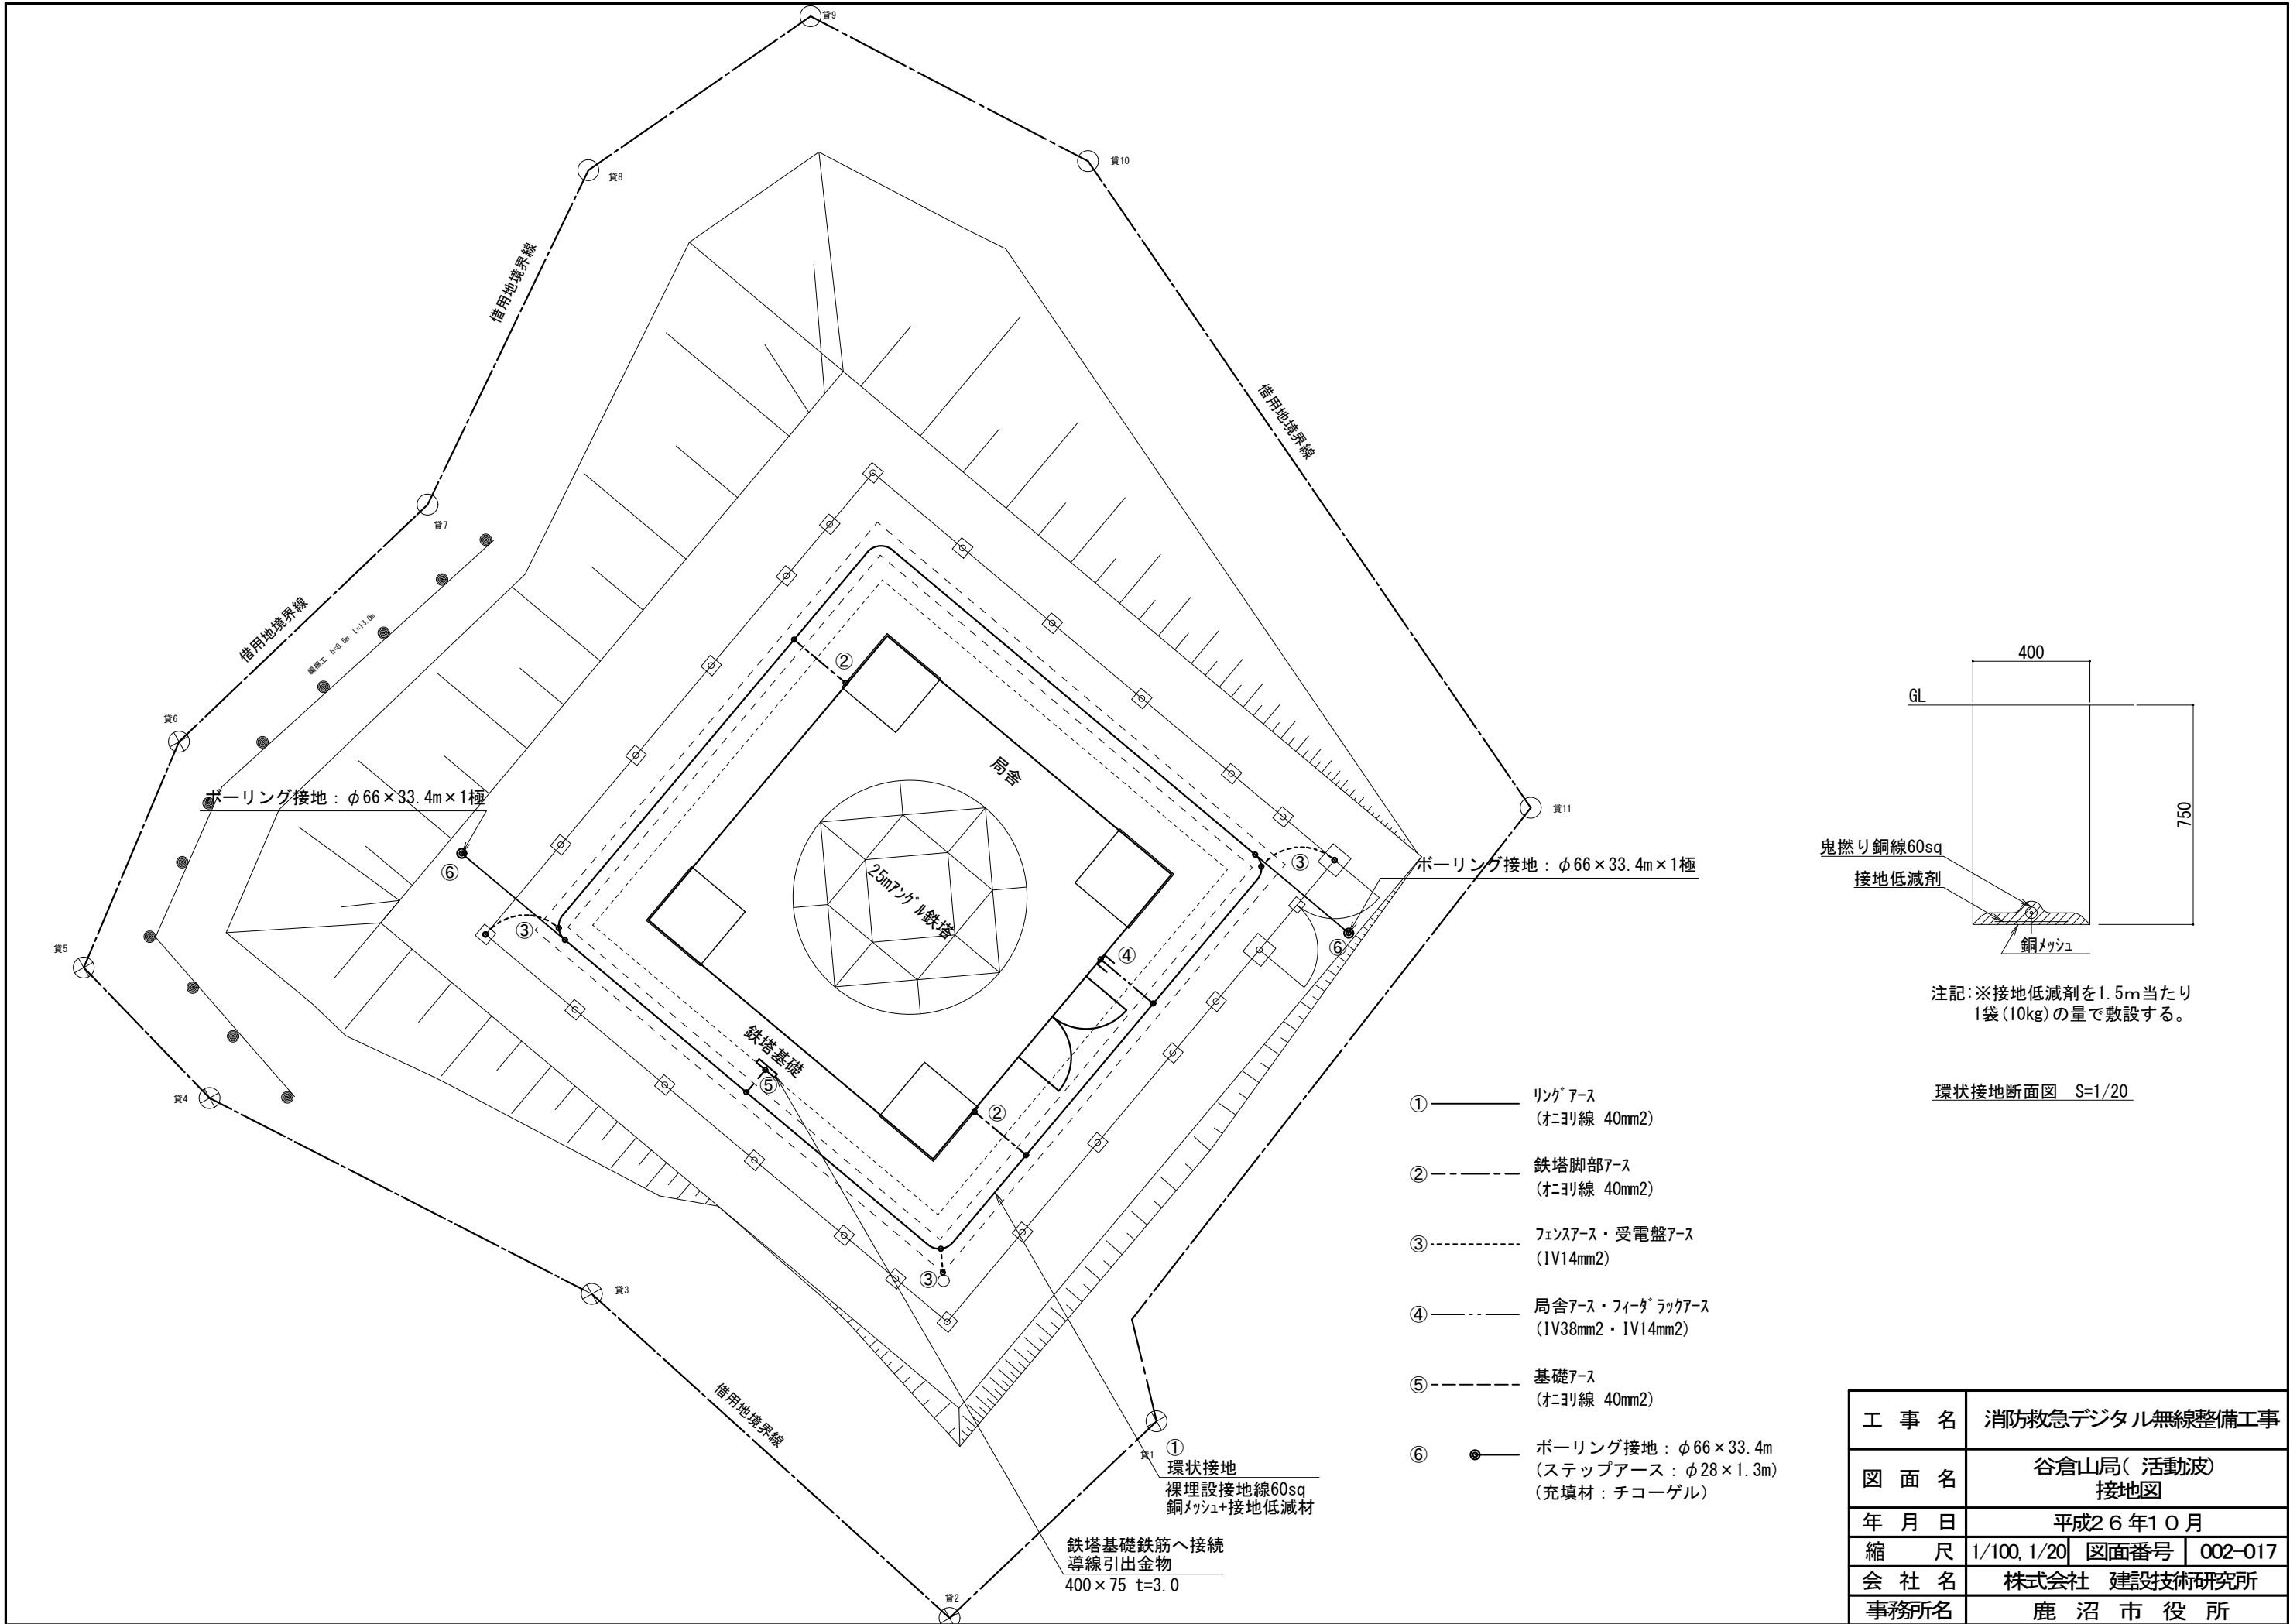 貸9
貸10
貸8
借用地境界線
借用地境界線
貸7
借用地境界線
編柵工 h=0.5m L=13.0m
貸6
②
局舎
ボーリング接地：φ66×33.4m×1極
貸11
⑥
25mアングル鉄塔
③
ボーリング接地：φ66×33.4m×1極
③
⑥
貸5
④
鉄塔基礎
⑤
貸4
②
③
貸3
借用地境界線
貸1
貸2
①
環状接地
裸埋設接地線60sq
銅メッシュ+接地低減材
鉄塔基礎鉄筋へ接続
導線引出金物
400×75 t=3.0
400
GL
750
鬼撚り銅線60sq
接地低減剤
銅メッシュ
注記:※接地低減剤を1.5m当たり
1袋(10kg)の量で敷設する。
環状接地断面図 S=1/20
① リングアース
(オニヨリ線 40mm2)
② 鉄塔脚部アース
(オニヨリ線 40mm2)
③ フェンスアース・受電盤アース
(IV14mm2)
④ 局舎アース・フィーダラックアース
(IV38mm2・IV14mm2)
⑤ 基礎アース
(オニヨリ線 40mm2)
⑥ ボーリング接地：φ66×33.4m
(ステップアース：φ28×1.3m)
(充填材：チコーゲル)
工事名 消防救急デジタル無線整備工事
図面名 谷倉山局(活動波)
接地図
年月日 平成26年10月
縮尺 1/100, 1/20 図面番号 002-017
会社名 株式会社 建設技術研究所
事務所名 鹿沼市役所